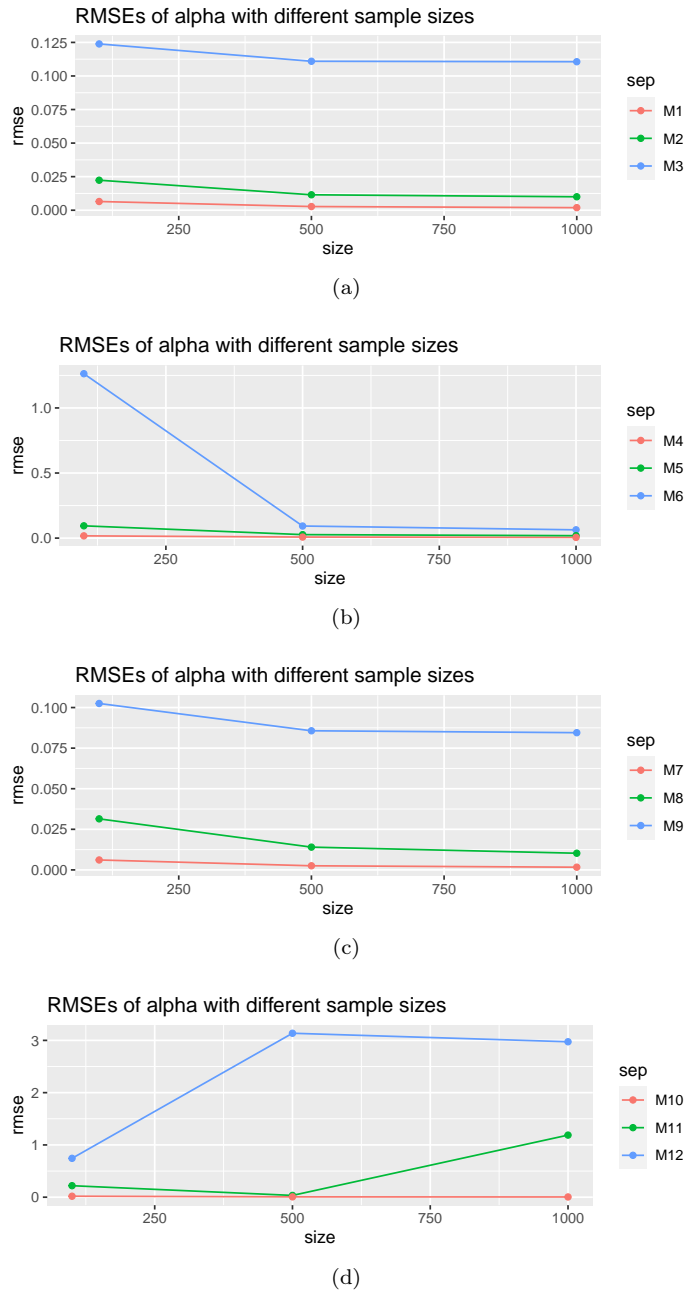 RMSEs of alpha with different sample sizes
0.125
0.100
0.075
0.050
0.025
0.000
rmse
250
500
750
1000
size
sep
M1
M2
M3
(a)
RMSEs of alpha with different sample sizes
1.0
0.5
0.0
rmse
250
500
750
1000
size
sep
M4
M5
M6
(b)
RMSEs of alpha with different sample sizes
0.100
0.075
0.050
0.025
0.000
rmse
250
500
750
1000
size
sep
M7
M8
M9
(c)
RMSEs of alpha with different sample sizes
3
2
1
0
rmse
250
500
750
1000
size
sep
M10
M11
M12
(d)